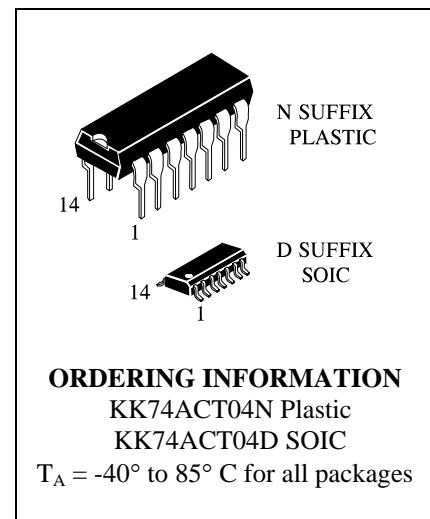 N SUFFIX
PLASTIC
14
1
D SUFFIX
SOIC
14
1
ORDERING INFORMATION
KK74ACT04N Plastic
KK74ACT04D SOIC
TA = -40° to 85° C for all packages